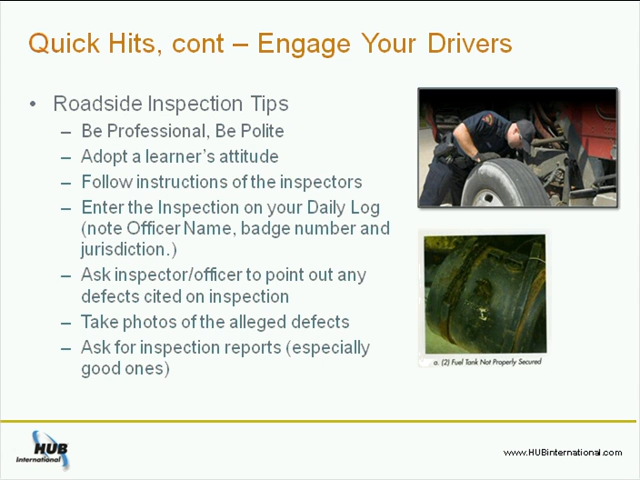 Quick Hits, cont – Engage Your Drivers
• Roadside Inspection Tips
– Be Professional, Be Polite
– Adopt a learner's attitude
– Follow instructions of the inspectors
– Enter the Inspection on your Daily Log
(note Officer Name, badge number and
jurisdiction.)
– Ask inspector/officer to point out any
defects cited on inspection
– Take photos of the alleged defects
– Ask for inspection reports (especially
good ones)
a. (2) Fuel Tank Not Properly Secured
HUB
International
www.HUBinternational.com